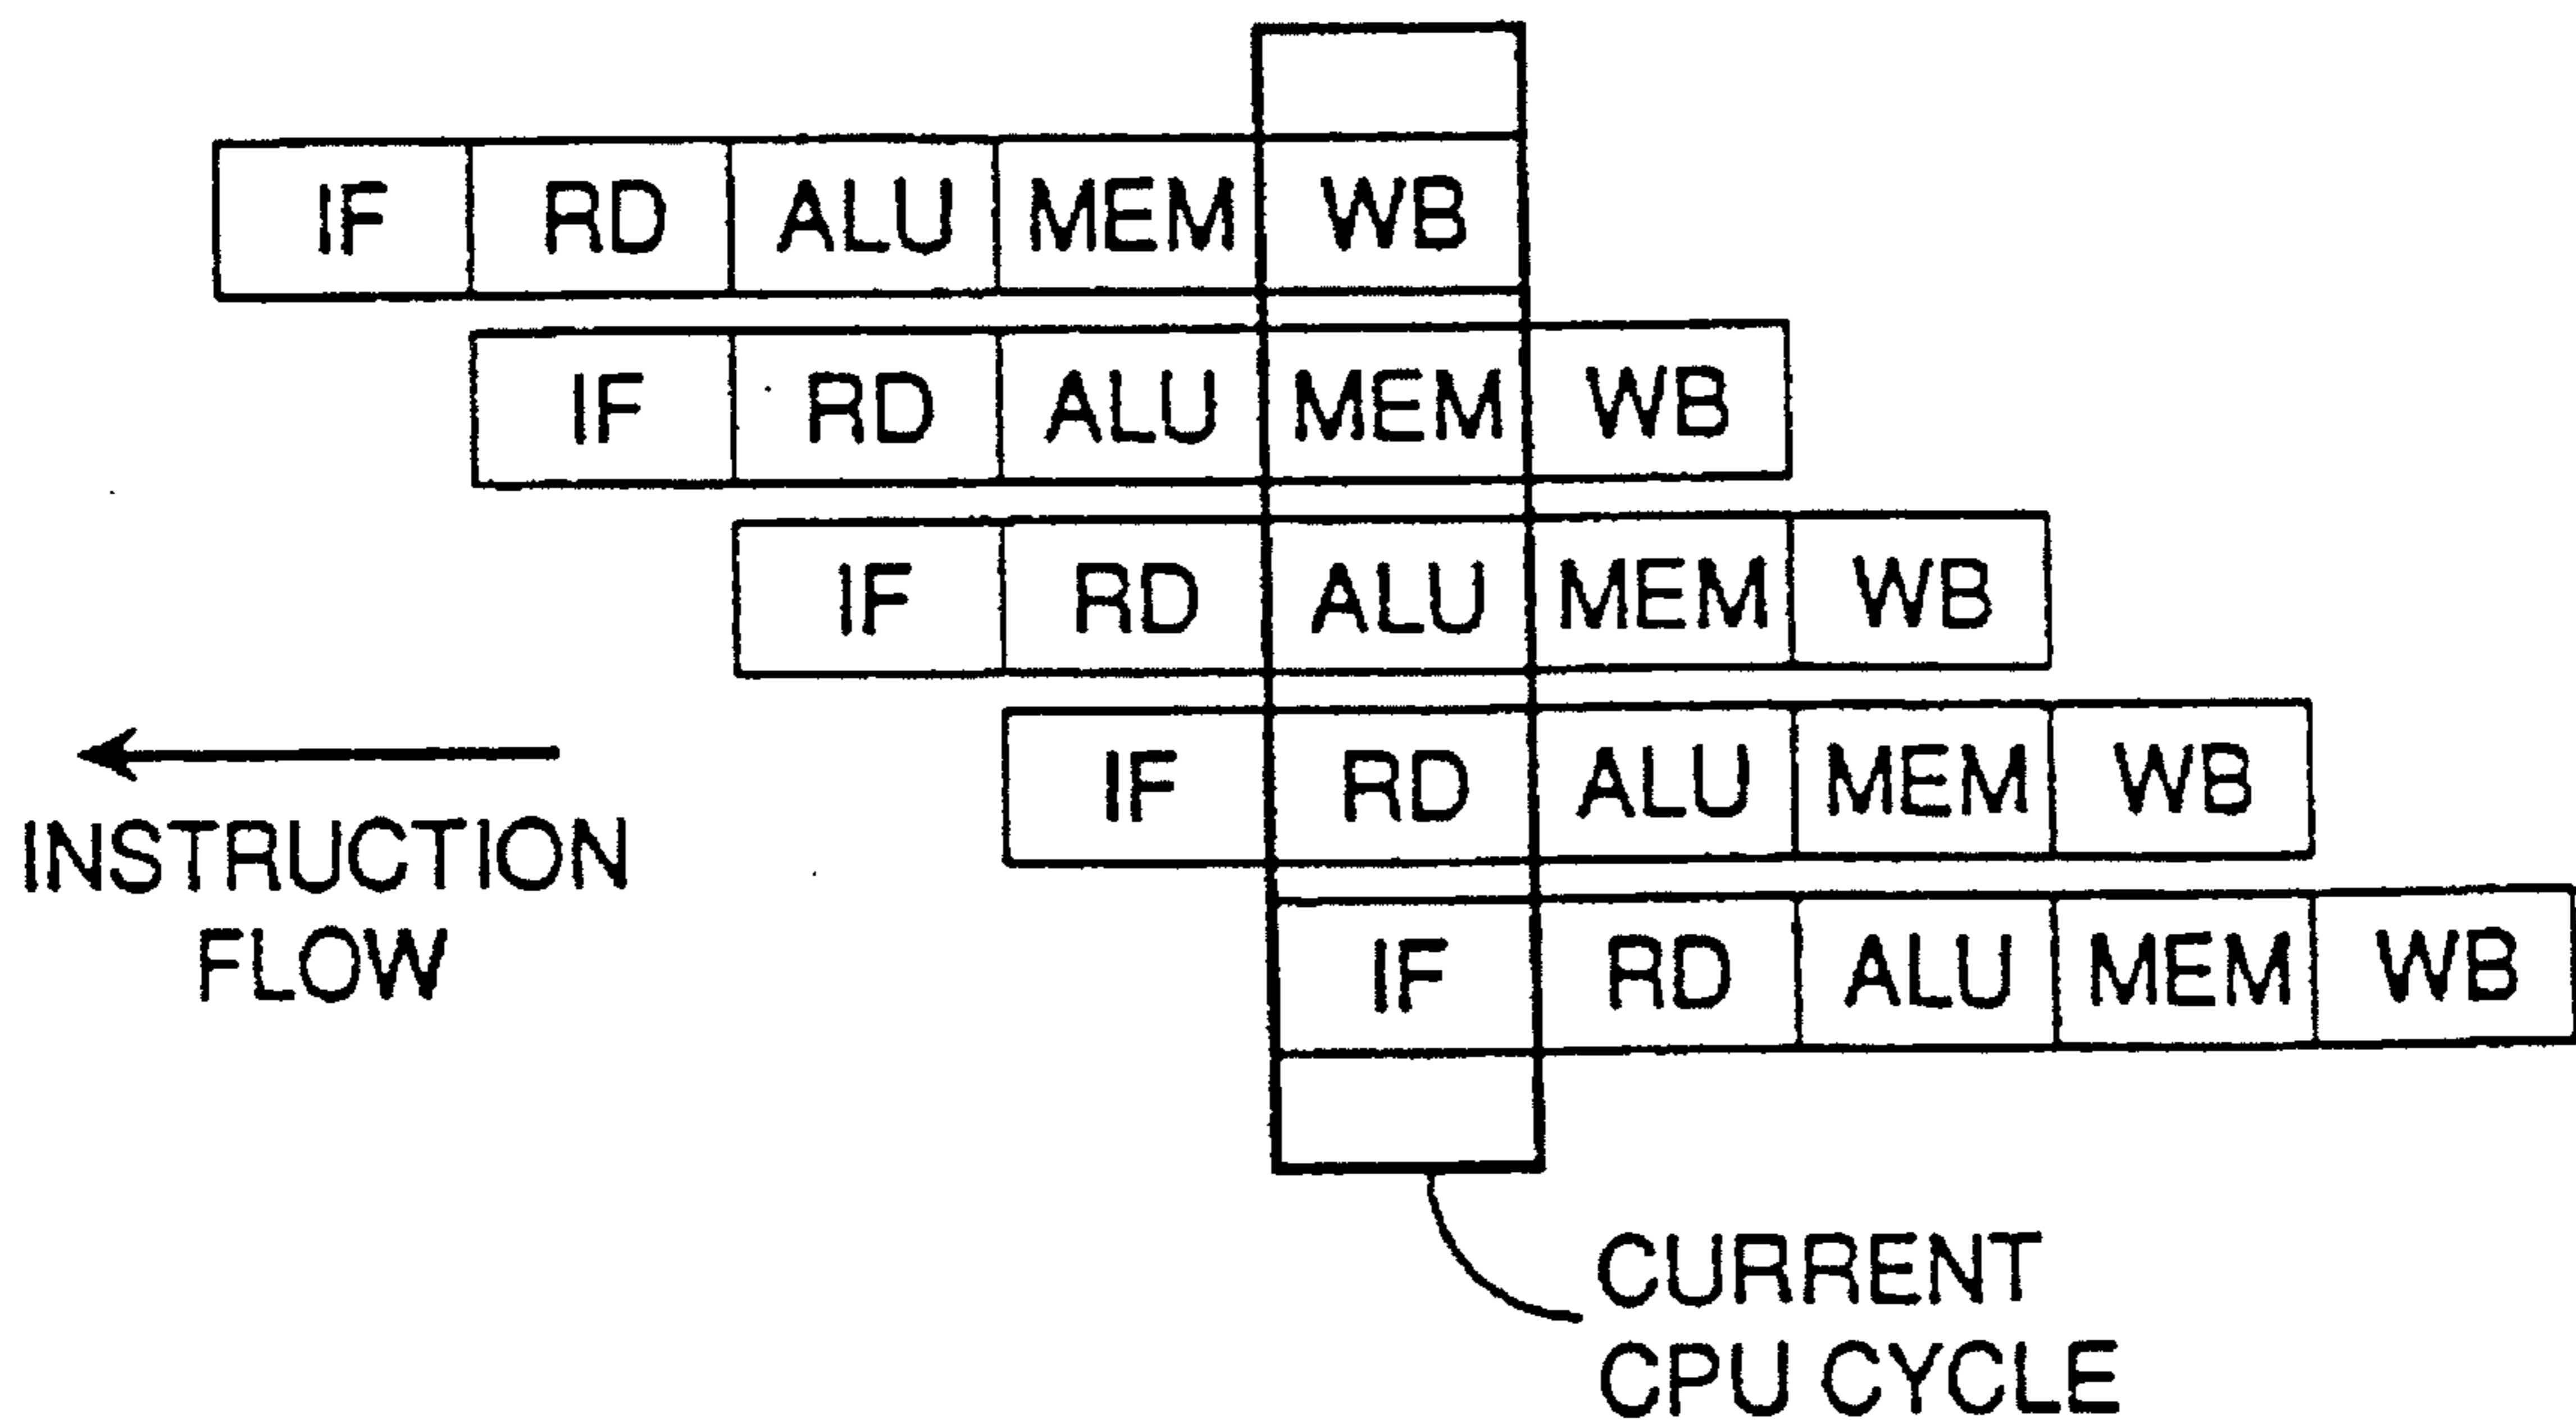 IF RD ALU MEM WB
IF RD ALU MEM WB
IF RD ALU MEM WB
IF RD ALU MEM WB
INSTRUCTION
FLOW
IF RD ALU MEM WB
CURRENT
CPU CYCLE